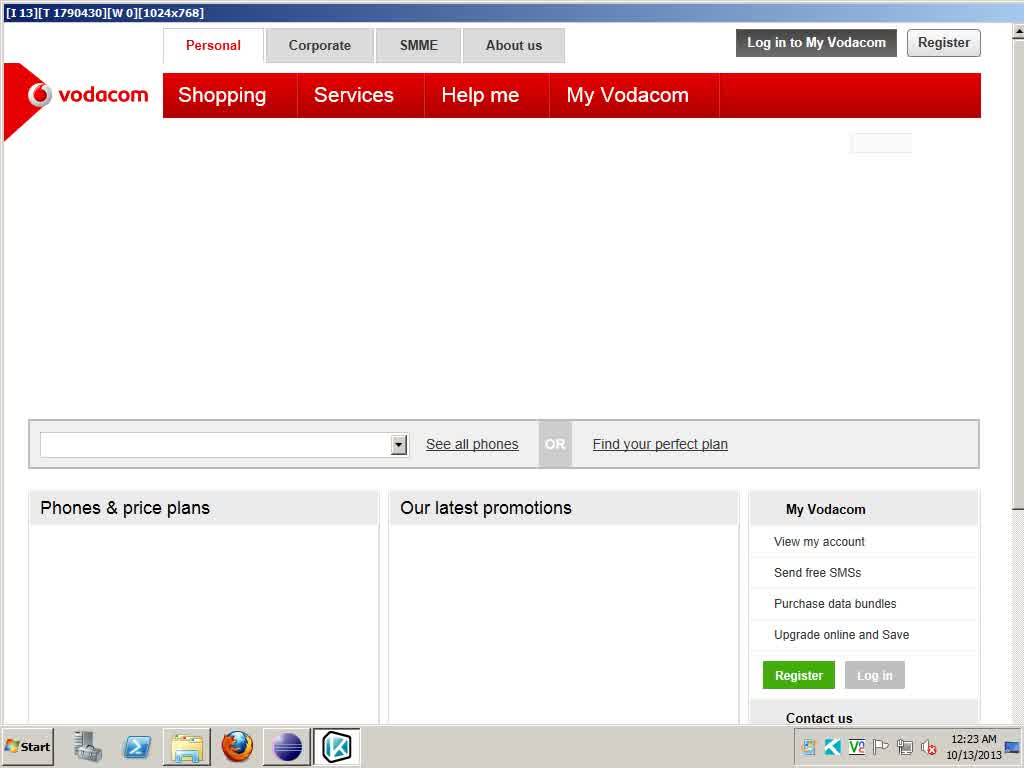 [I 13][T 1790430][W 0][1024x768]
Personal Corporate SMME About us Log in to My Vodacom Register
vodacom Shopping Services Help me My Vodacom
See all phones OR Find your perfect plan
Phones & price plans
Our latest promotions
My Vodacom
View my account
Send free SMSs
Purchase data bundles
Upgrade online and Save
Register Log in
Contact us
Start
12:23 AM
10/13/2013